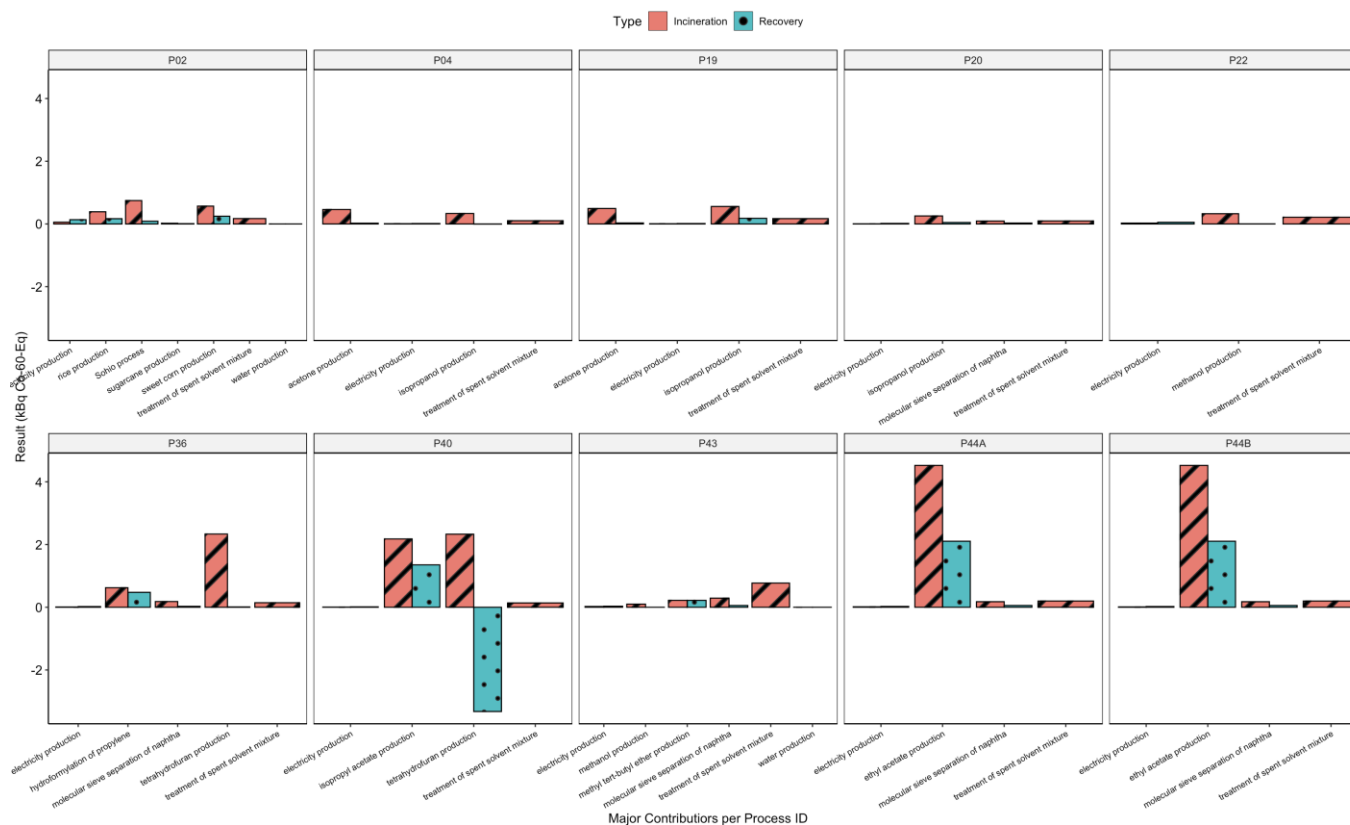 Type Incineration Recovery
P02 P04 P19 P20 P22
4
2
0
-2
rice production
Sohio process
sugarcane production
sweet corn production
treatment of spent solvent mixture
water production
acetone production
electricity production
isopropanol production
treatment of spent solvent mixture
acetone production
electricity production
isopropanol production
treatment of spent solvent mixture
electricity production
isopropanol production
molecular sieve separation of naphtha
treatment of spent solvent mixture
electricity production
methanol production
treatment of spent solvent mixture
Result (kBq Co-60-Eq)
P36 P40 P43 P44A P44B
4
2
0
-2
electricity production
hydroformylation of propylene
molecular sieve separation of naphtha
tetrahydrofuran production
treatment of spent solvent mixture
electricity production
isopropyl acetate production
tetrahydrofuran production
treatment of spent solvent mixture
electricity production
methanol production
methyl tert-butyl ether production
molecular sieve separation of naphtha
treatment of spent solvent mixture
water production
electricity production
ethyl acetate production
molecular sieve separation of naphtha
treatment of spent solvent mixture
electricity production
ethyl acetate production
molecular sieve separation of naphtha
treatment of spent solvent mixture
Major Contributiors per Process ID